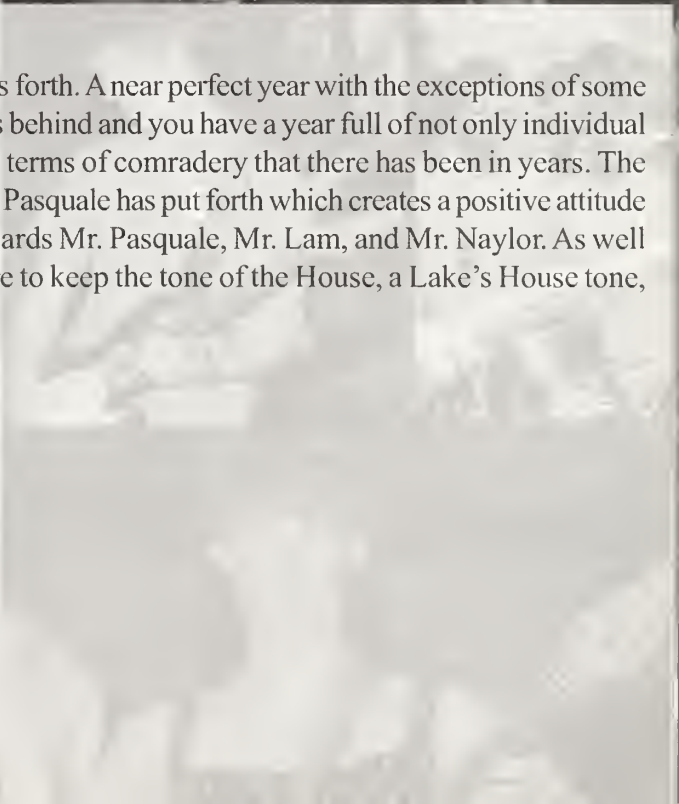 s forth. A near perfect year with the exceptions of some
behind and you have a year full of not only individual
terms of comradery that there has been in years. The
Pasquale has put forth which creates a positive attitude
ards Mr. Pasquale, Mr. Lam, and Mr. Naylor. As well
e to keep the tone of the House, a Lake's House tone,